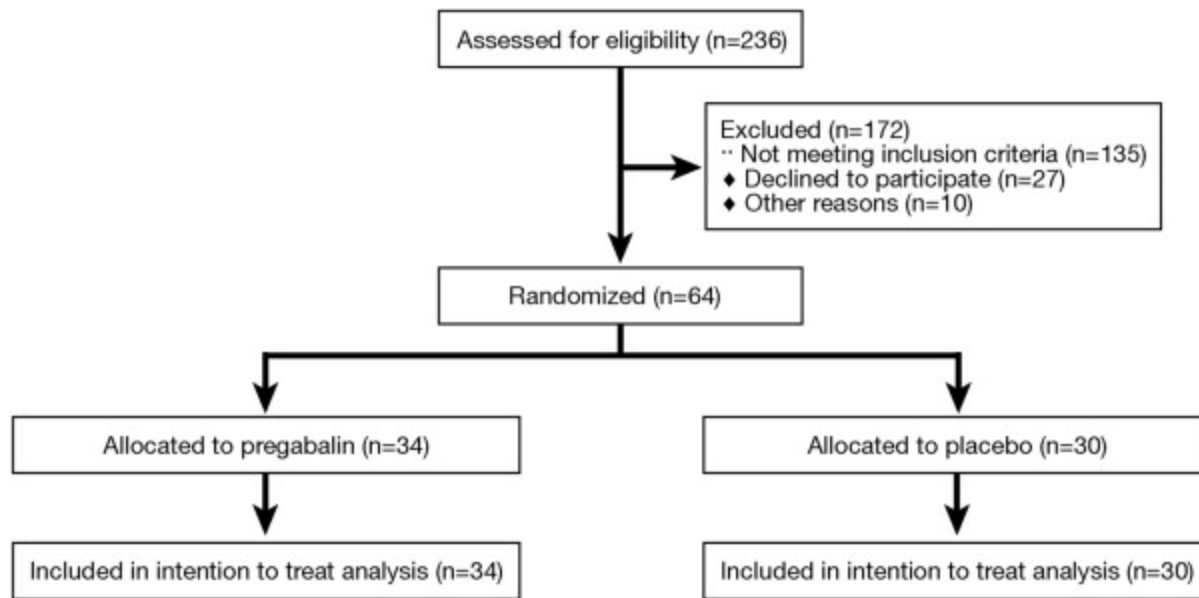 Assessed for eligibility (n=236)
Excluded (n=172)
·· Not meeting inclusion criteria (n=135)
♦ Declined to participate (n=27)
♦ Other reasons (n=10)
Randomized (n=64)
Allocated to pregabalin (n=34)
Allocated to placebo (n=30)
Included in intention to treat analysis (n=34)
Included in intention to treat analysis (n=30)